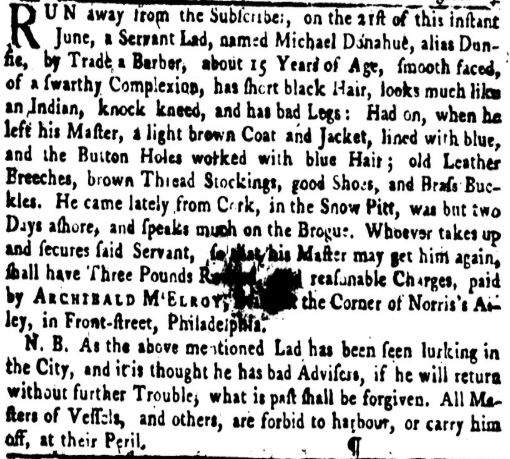 RUN away from the Subſcriber, on the 21ſt of this inſtant
June, a Servant Lad, named Michael Donahue, alias Dun-
fie, by Trade a Barber, about 15 Years of Age, ſmooth faced,
of a ſwarthy Complexion, has ſhort black Hair, looks much like
an Indian, knock kneed, and has bad Legs: Had on, when he
left his Maſter, a light brown Coat and Jacket, lined with blue,
and the Button Holes worked with blue Hair; old Leather
Breeches, brown Thread Stockings, good Shoes, and Braſs Buc-
kles. He came lately from Cork, in the Snow Pitt, was but two
Days aſhore, and ſpeaks much on the Brogue. Whoever takes up
and ſecures ſaid Servant, ſo that his Maſter may get him again,
ſhall have Three Pounds reaſonable Charges, paid
by ARCHIBALD M'ELROY, the Corner of Norris's Al-
ley, in Front-ſtreet, Philadelphia.
N. B. As the above mentioned Lad has been ſeen lurking in
the City, and it is thought he has bad Adviſers, if he will return
without further Trouble, what is paſt ſhall be forgiven. All Ma-
ſters of Veſſels, and others, are forbid to harbour, or carry him
off, at their Peril. ¶